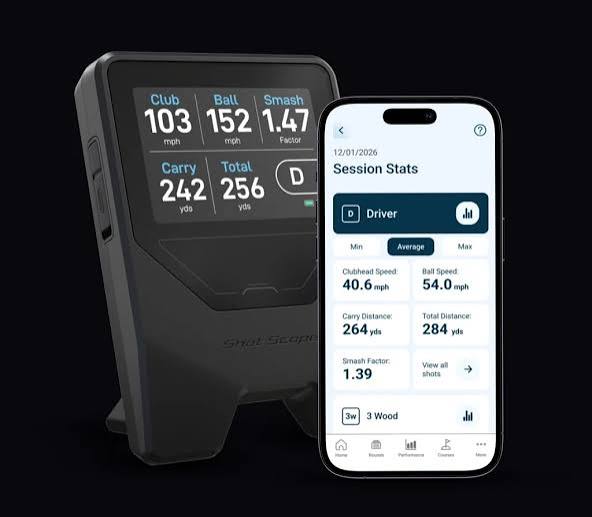 Club Ball Smash
103 152 1.47
mph mph Factor
Carry Total
242 256 D
yds yds
Shot Scope
12/01/2026
Session Stats
D Driver
Min Average Max
Clubhead Speed: Ball Speed:
40.6 mph 54.0 mph
Carry Distance: Total Distance:
264 yds 284 yds
Smash Factor: View all
1.39 shots
3w 3 Wood
Home Rounds Performance Courses More